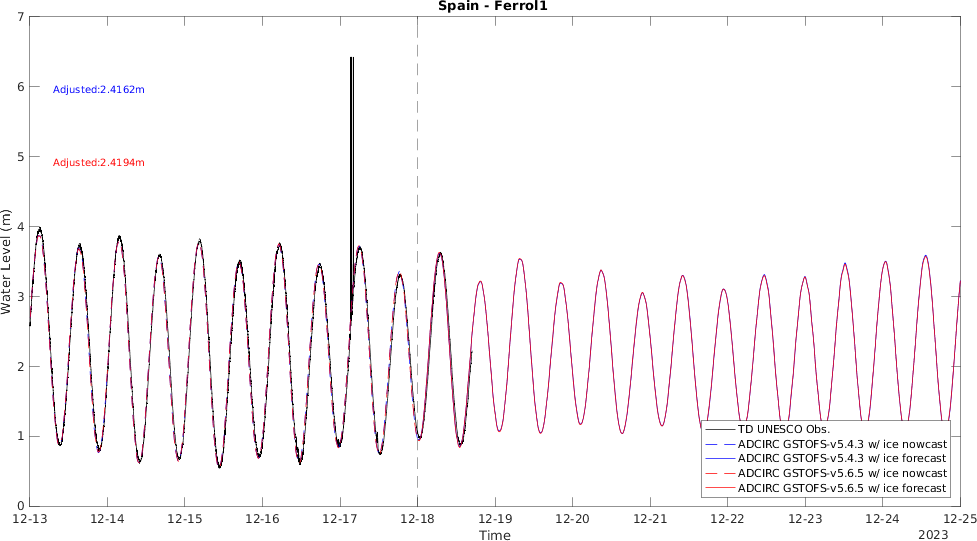 Spain - Ferrol1
7
6
5
4
3
2
1
0
Water Level (m)
Adjusted:2.4162m
Adjusted:2.4194m
TD UNESCO Obs.
ADCIRC GSTOFS-v5.4.3 w/ ice nowcast
ADCIRC GSTOFS-v5.4.3 w/ ice forecast
ADCIRC GSTOFS-v5.6.5 w/ ice nowcast
ADCIRC GSTOFS-v5.6.5 w/ ice forecast
12-13 12-14 12-15 12-16 12-17 12-18 12-19 12-20 12-21 12-22 12-23 12-24 12-25
Time
2023